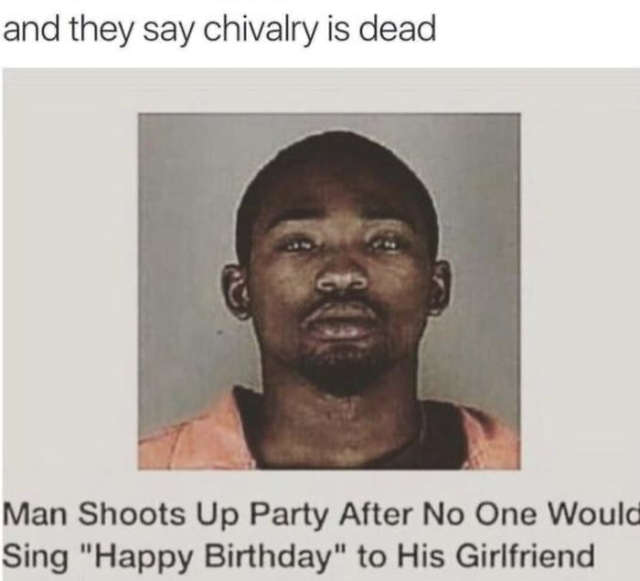 and they say chivalry is dead
Man Shoots Up Party After No One Would
Sing "Happy Birthday" to His Girlfriend